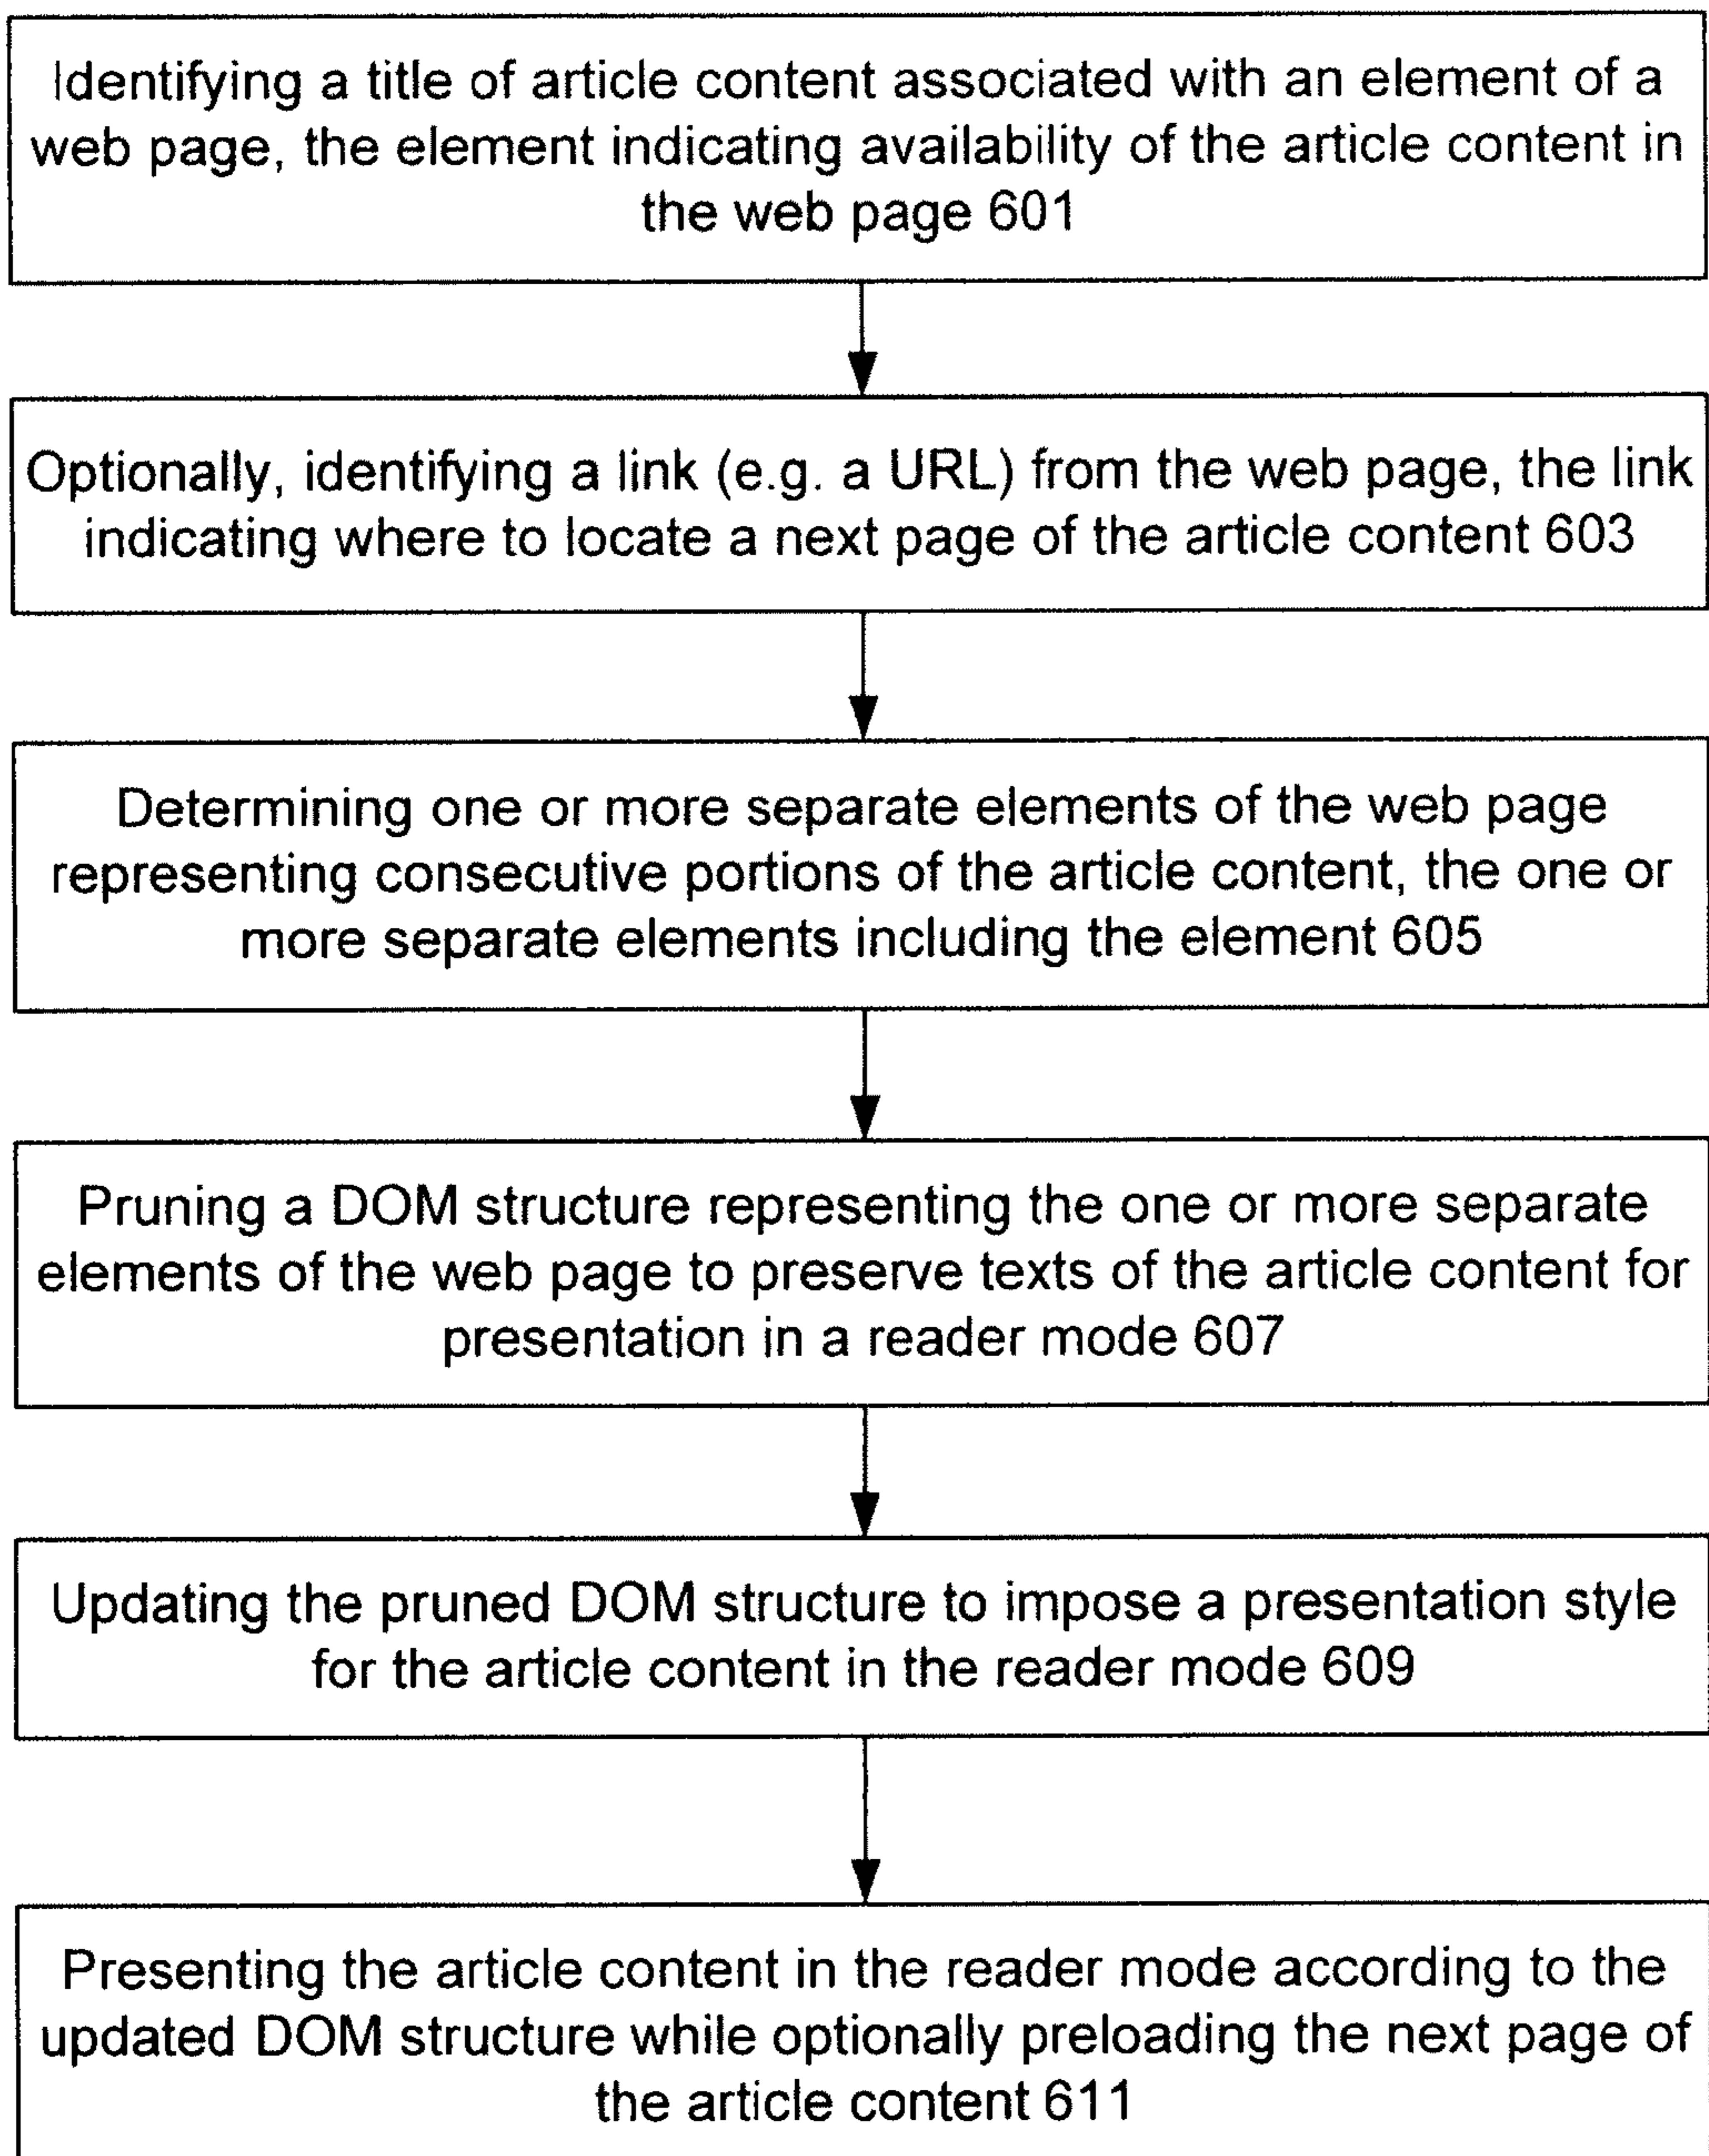 Identifying a title of article content associated with an element of a
web page, the element indicating availability of the article content in
the web page 601
Optionally, identifying a link (e.g. a URL) from the web page, the link
indicating where to locate a next page of the article content 603
Determining one or more separate elements of the web page
representing consecutive portions of the article content, the one or
more separate elements including the element 605
Pruning a DOM structure representing the one or more separate
elements of the web page to preserve texts of the article content for
presentation in a reader mode 607
Updating the pruned DOM structure to impose a presentation style
for the article content in the reader mode 609
Presenting the article content in the reader mode according to the
updated DOM structure while optionally preloading the next page of
the article content 611